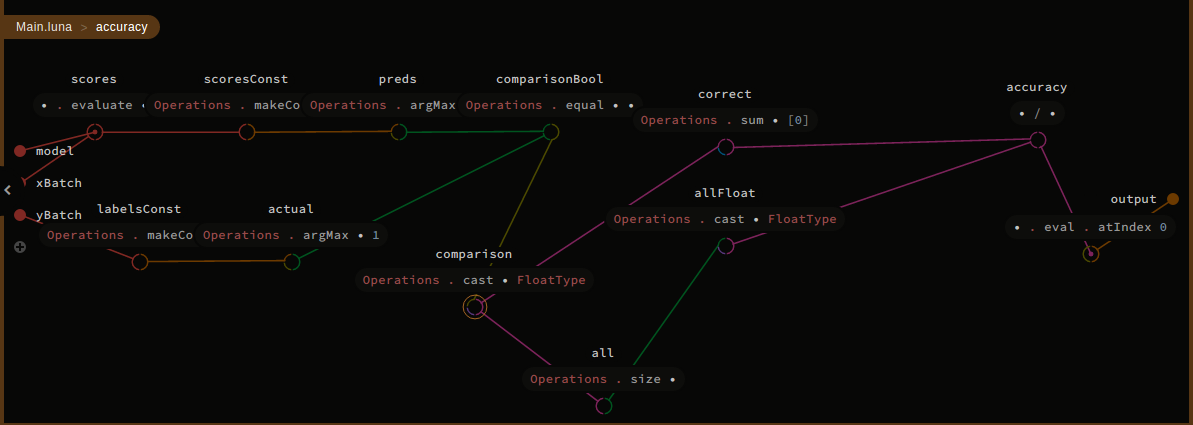 Main.luna > accuracy
scores
• . evaluate •
scoresConst
Operations . makeCo
preds
Operations . argMax
comparisonBool
Operations . equal • •
correct
Operations . sum • [0]
accuracy
• / •
model
xBatch
yBatch
labelsConst
Operations . makeCo
actual
Operations . argMax • 1
allFloat
Operations . cast • FloatType
output
• . eval . atIndex 0
comparison
Operations . cast • FloatType
all
Operations . size •